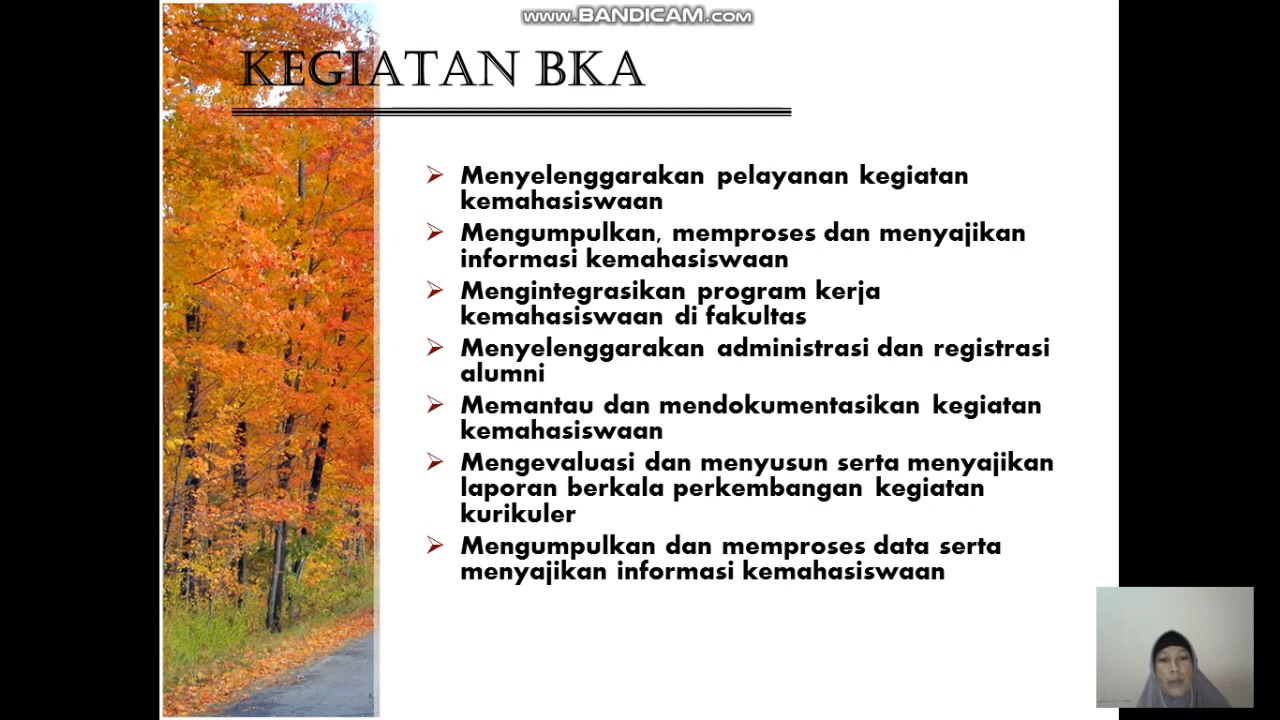 www.BANDICAM.com
KEGIATAN BKA
Menyelenggarakan pelayanan kegiatan
kemahasiswaan
Mengumpulkan, memproses dan menyajikan
informasi kemahasiswaan
Mengintegrasikan program kerja
kemahasiswaan di fakultas
Menyelenggarakan administrasi dan registrasi
alumni
Memantau dan mendokumentasikan kegiatan
kemahasiswaan
Mengevaluasi dan menyusun serta menyajikan
laporan berkala perkembangan kegiatan
kurikuler
Mengumpulkan dan memproses data serta
menyajikan informasi kemahasiswaan